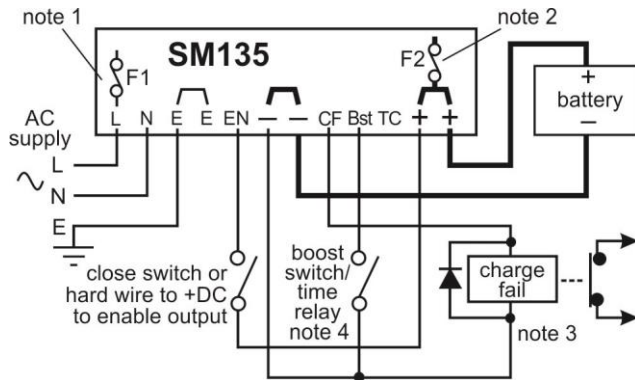 note 1
note 2
SM135
F1
F2
L N E E EN – – CF Bst TC + +
AC
supply
L
N
E
+
battery
–
close switch or
hard wire to +DC
to enable output
boost
switch/
time
relay
note 4
charge
fail
note 3